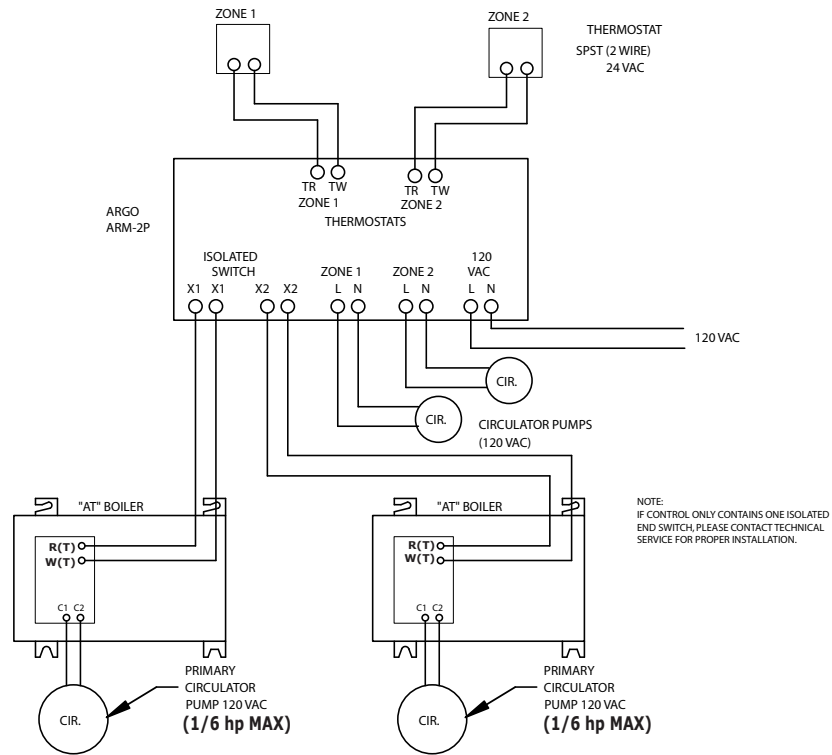 ZONE 1
ZONE 2
THERMOSTAT
SPST (2 WIRE)
24 VAC
ARGO
ARM-2P
TR TW
ZONE 1
TR TW
ZONE 2
THERMOSTATS
ISOLATED
SWITCH
ZONE 1
ZONE 2
120
VAC
X1 X1 X2 X2 L N L N L N
120 VAC
CIR.
CIR.
CIRCULATOR PUMPS
(120 VAC)
NOTE:
IF CONTROL ONLY CONTAINS ONE ISOLATED
END SWITCH, PLEASE CONTACT TECHNICAL
SERVICE FOR PROPER INSTALLATION.
"AT" BOILER
R(T)
W(T)
C1 C2
PRIMARY
CIRCULATOR
PUMP 120 VAC
(1/6 hp MAX)
CIR.
"AT" BOILER
R(T)
W(T)
C1 C2
PRIMARY
CIRCULATOR
PUMP 120 VAC
(1/6 hp MAX)
CIR.